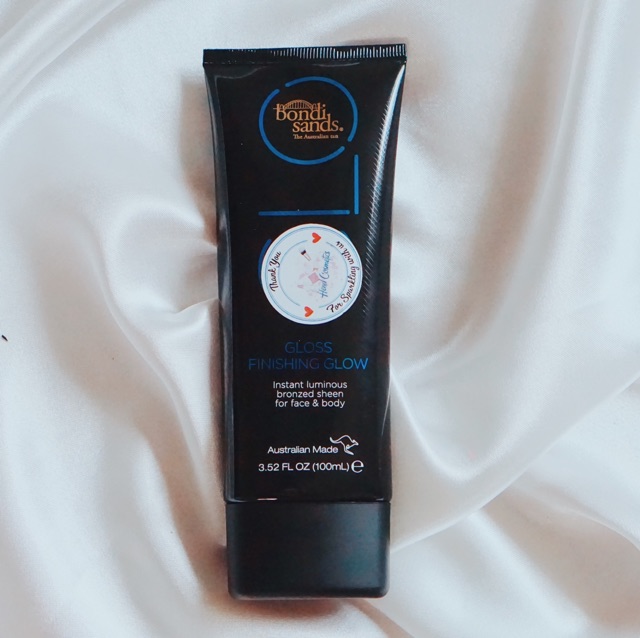 bondi
sands®
The Australian tan
GLO
Thank You
For Sparkling with us
GLOSS
FINISHING GLOW
Instant luminous
bronzed sheen
for face & body
Australian Made
3.52 FL OZ (100mL) ℮